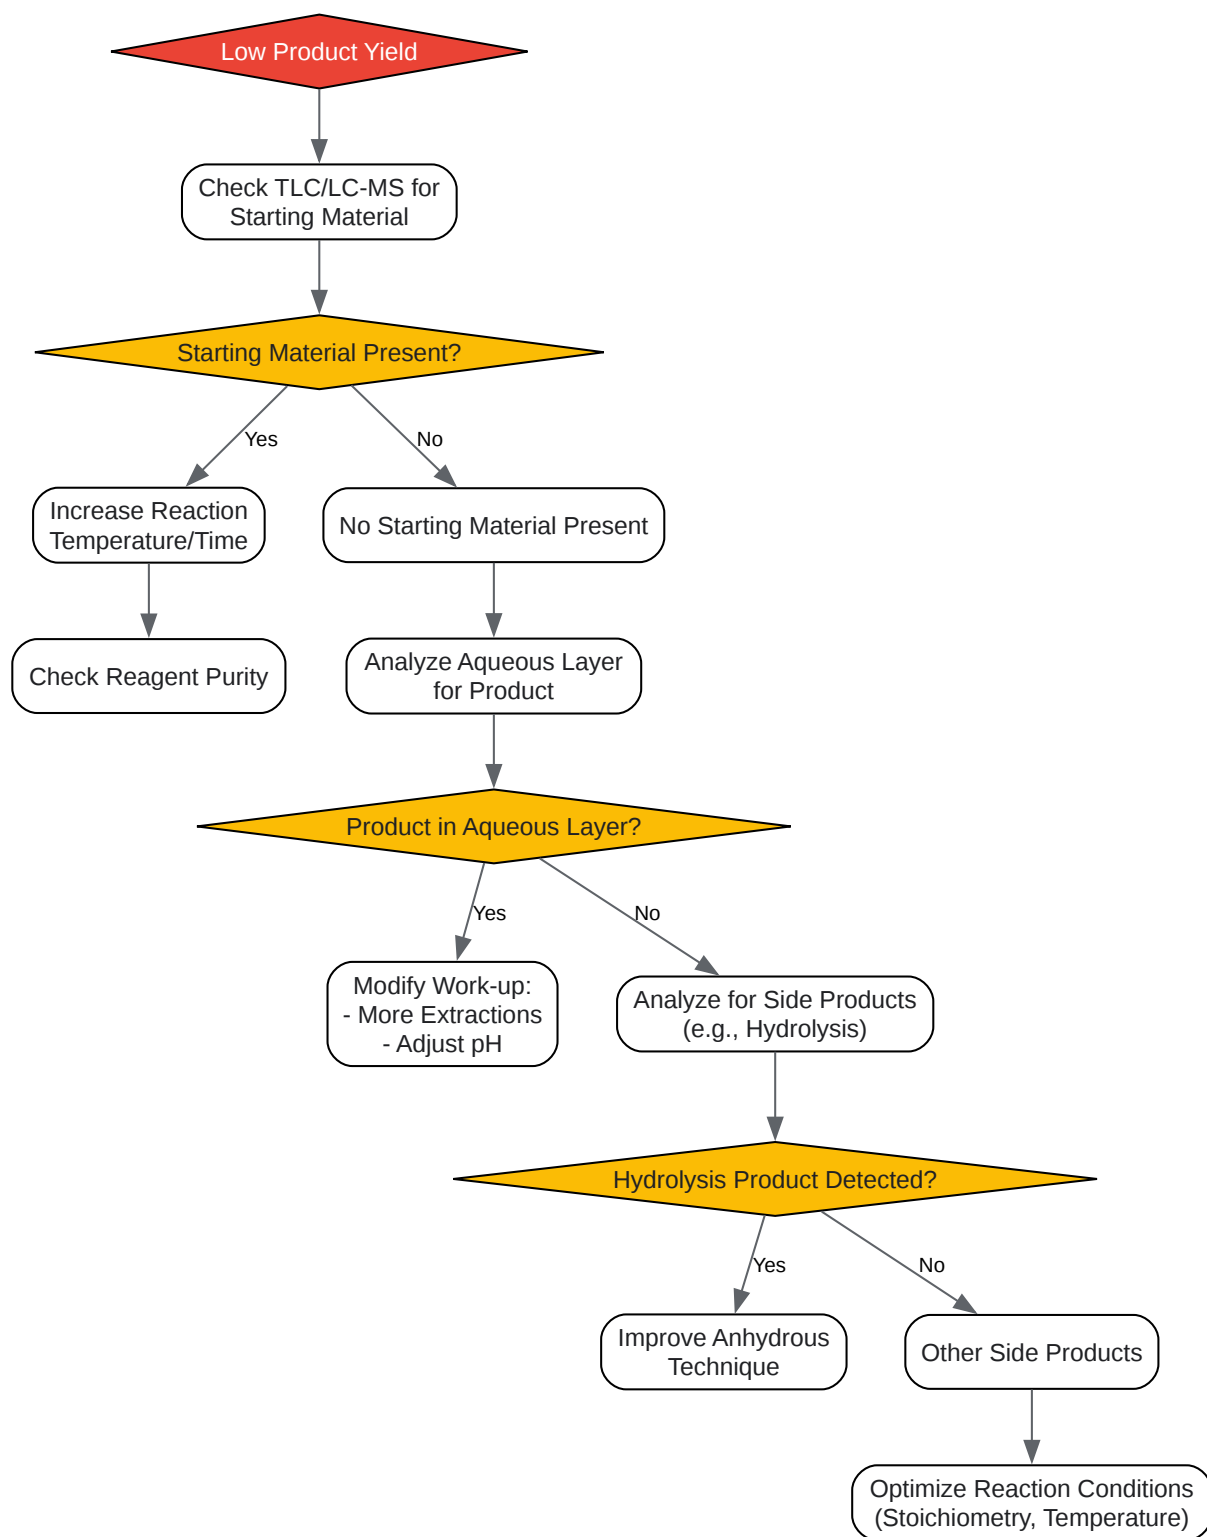 Low Product Yield
Check TLC/LC-MS for
Starting Material
Starting Material Present?
Yes
No
Increase Reaction
Temperature/Time
No Starting Material Present
Check Reagent Purity
Analyze Aqueous Layer
for Product
Product in Aqueous Layer?
Yes
No
Modify Work-up:
- More Extractions
- Adjust pH
Analyze for Side Products
(e.g., Hydrolysis)
Hydrolysis Product Detected?
Yes
No
Improve Anhydrous
Technique
Other Side Products
Optimize Reaction Conditions
(Stoichiometry, Temperature)